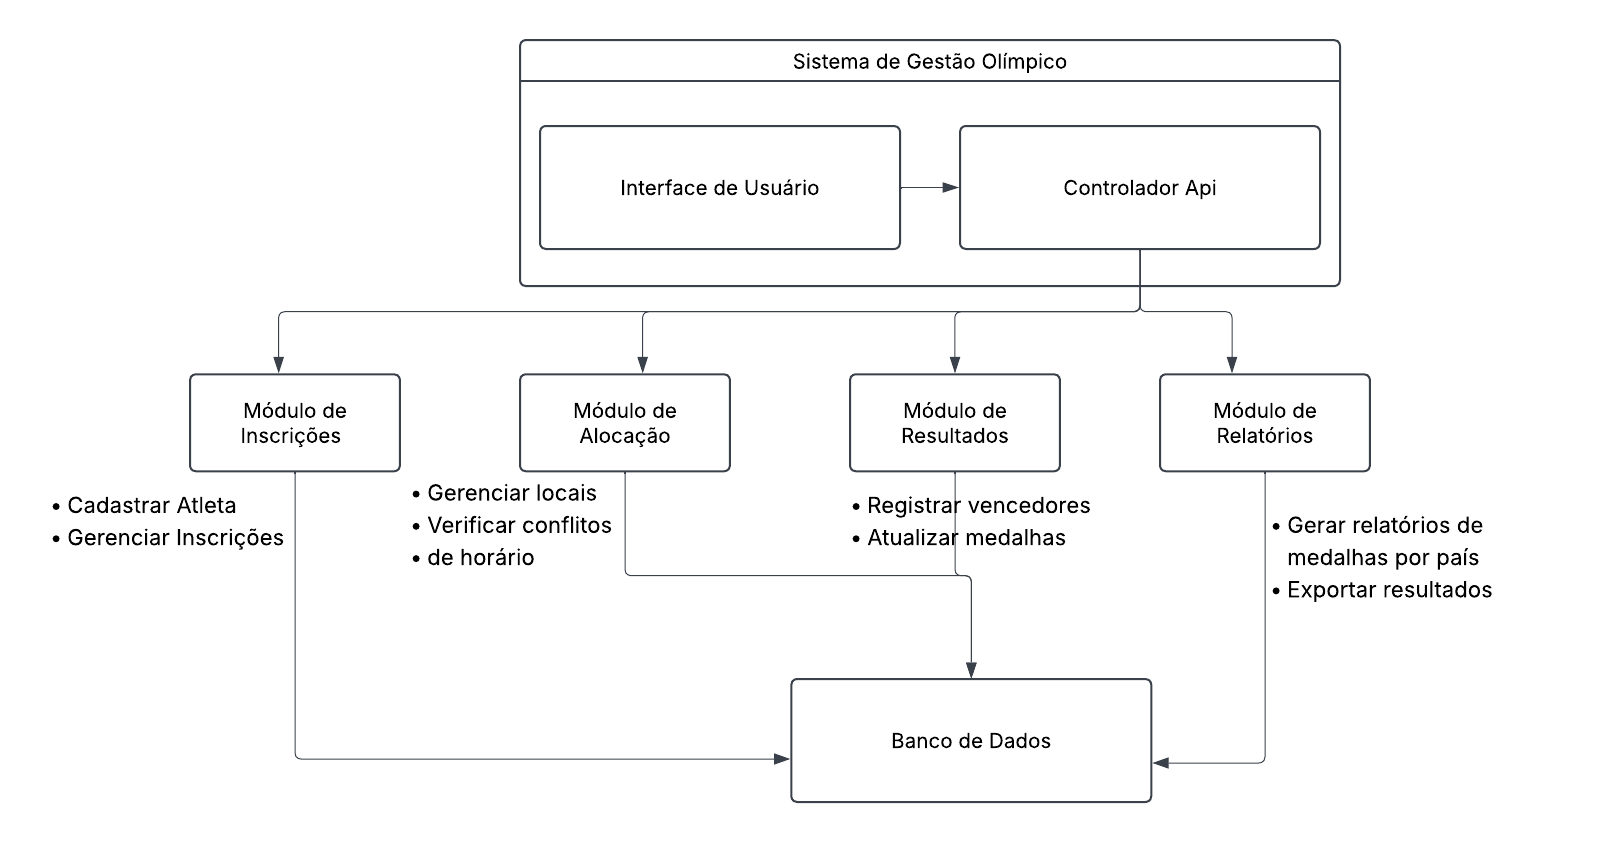 Sistema de Gestão Olímpico
Interface de Usuário
Controlador Api
Módulo de
Inscrições
Módulo de
Alocação
Módulo de
Resultados
Módulo de
Relatórios
• Cadastrar Atleta
• Gerenciar Inscrições
• Gerenciar locais
• Verificar conflitos
• de horário
• Registrar vencedores
• Atualizar medalhas
• Gerar relatórios de
medalhas por país
• Exportar resultados
Banco de Dados